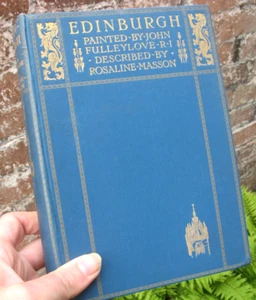 EDINBURGH
PAINTED·BY·JOHN
FULLEYLOVE·R·I
·DESCRIBED·BY·
ROSALINE·MASSON